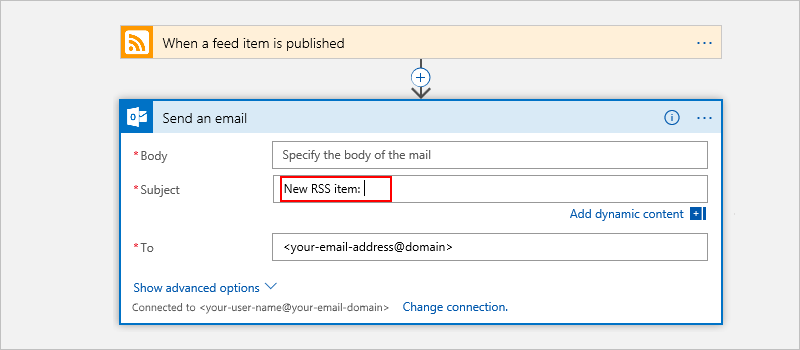 When a feed item is published ...
Send an email ...
* Body Specify the body of the mail
* Subject New RSS item:
Add dynamic content
* To <your-email-address@domain>
Show advanced options
Connected to <your-user-name@your-email-domain> Change connection.